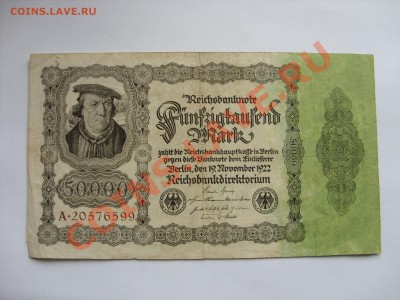 COINS.LAVE.RU
Reichsbanknote
Fünfzigtausend
Mark
zahlt die Reichsbankhauptkasse in Berlin
gegen diese Banknote dem Einlieferer
Berlin, den 19. November 1922
Reichsbankdirektorium
50000
A·20576599
COINS.LAVE.RU